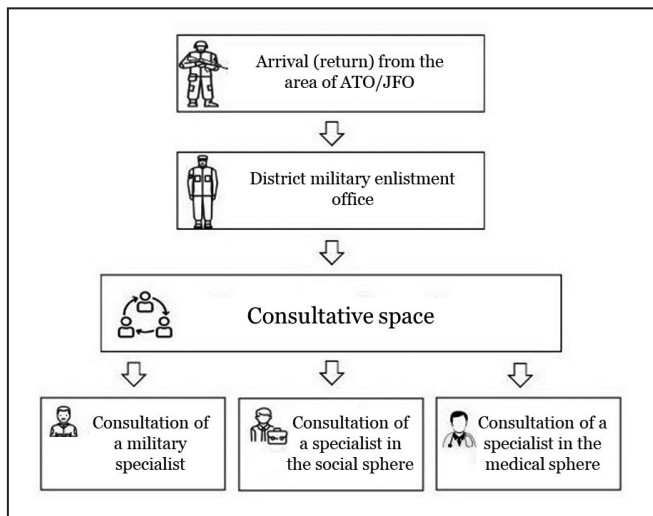 Arrival (return) from the
area of ATO/JFO
District military enlistment
office
Consultative space
Consultation of
a military
specialist
Consultation of
a specialist in
the social sphere
Consultation of a
specialist in the
medical sphere